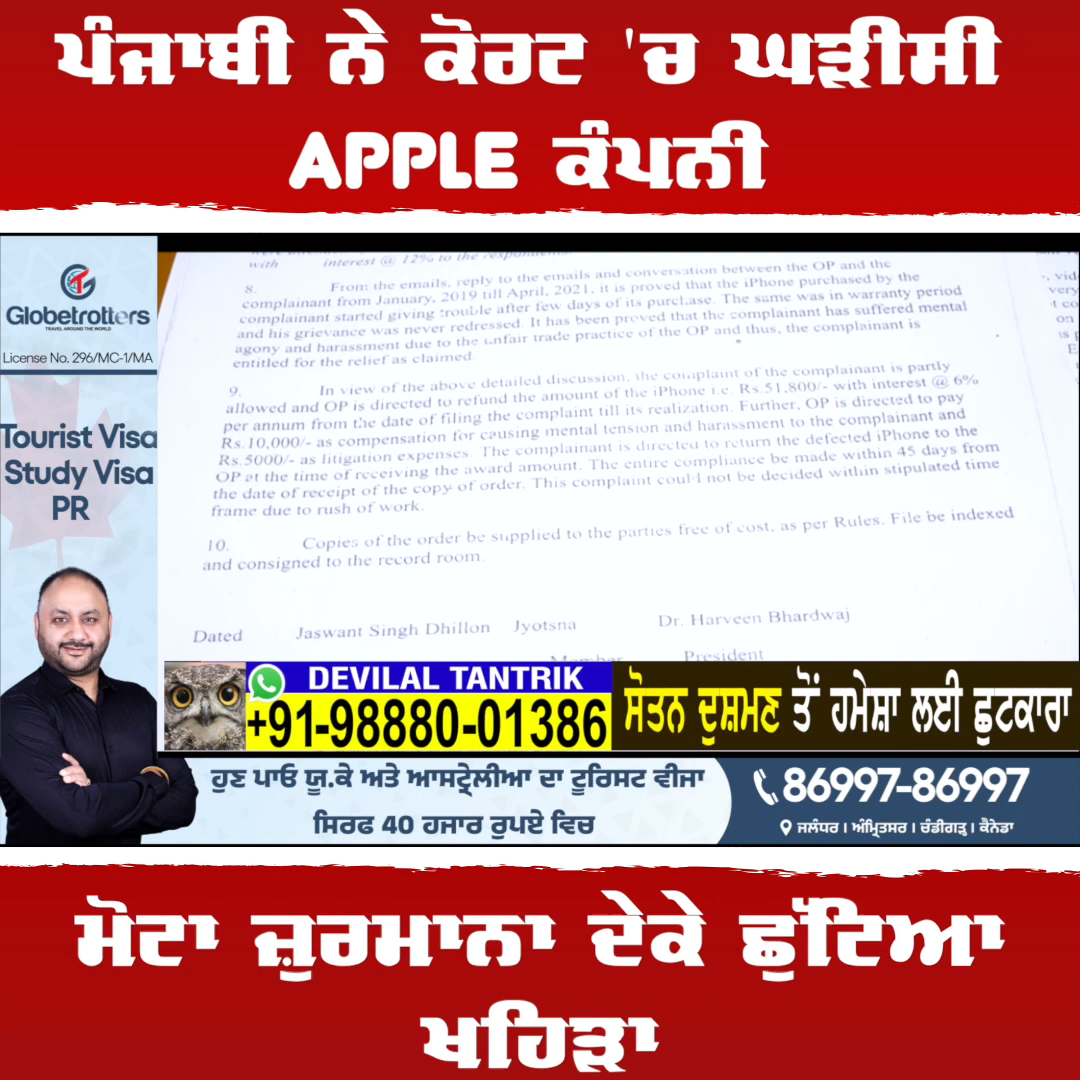 ਪੰਜਾਬੀ ਨੇ ਕੋਰਟ 'ਚ ਘੜੀਸੀ
APPLE ਕੰਪਨੀ
with interest @ 12% to the
8. From the emails, reply to the emails and conversation between the OP and the
complainant from January, 2019 till April, 2021, it is proved that the iPhone purchased by the
complainant started giving trouble after few days of its purchase. The same was in warranty period
and his grievance was never redressed. It has been proved that the complainant has suffered mental
agony and harassment due to the unfair trade practice of the OP and thus, the complainant is
entitled for the relief as claimed.
9. In view of the above detailed discussion, the complaint of the complainant is partly
allowed and OP is directed to refund the amount of the iPhone i.e. Rs.51,800/- with interest @ 6%
per annum from the date of filing the complaint till its realization. Further, OP is directed to pay
Rs.10,000/- as compensation for causing mental tension and harassment to the complainant and
Rs.5000/- as litigation expenses. The complainant is directed to return the defected iPhone to the
OP at the time of receiving the award amount. The entire compliance be made within 45 days from
the date of receipt of the copy of order. This complaint could not be decided within stipulated time
frame due to rush of work.
10. Copies of the order be supplied to the parties free of cost, as per Rules. File be indexed
and consigned to the record room.
Dated Jaswant Singh Dhillon Jyotsna Dr. Harveen Bhardwaj
Member President
Globetrotters
TRAVEL AROUND THE WORLD
License No. 296/MC-1/MA
Tourist Visa
Study Visa
PR
DEVILAL TANTRIK
+91-98880-01386
ਸੋਤਨ ਦੁਸ਼ਮਣ ਤੋਂ ਹਮੇਸ਼ਾ ਲਈ ਛੁਟਕਾਰਾ
ਹੁਣ ਪਾਓ ਯੂ.ਕੇ ਅਤੇ ਆਸਟ੍ਰੇਲੀਆ ਦਾ ਟੂਰਿਸਟ ਵੀਜਾ
ਸਿਰਫ 40 ਹਜਾਰ ਰੁਪਏ ਵਿਚ
86997-86997
ਜਲੰਧਰ । ਅੰਮ੍ਰਿਤਸਰ । ਚੰਡੀਗੜ੍ਹ । ਕੈਨੇਡਾ
ਮੋਟਾ ਜ਼ੁਰਮਾਨਾ ਦੇਕੇ ਛੁੱਟਿਆ
ਖਹਿੜਾ